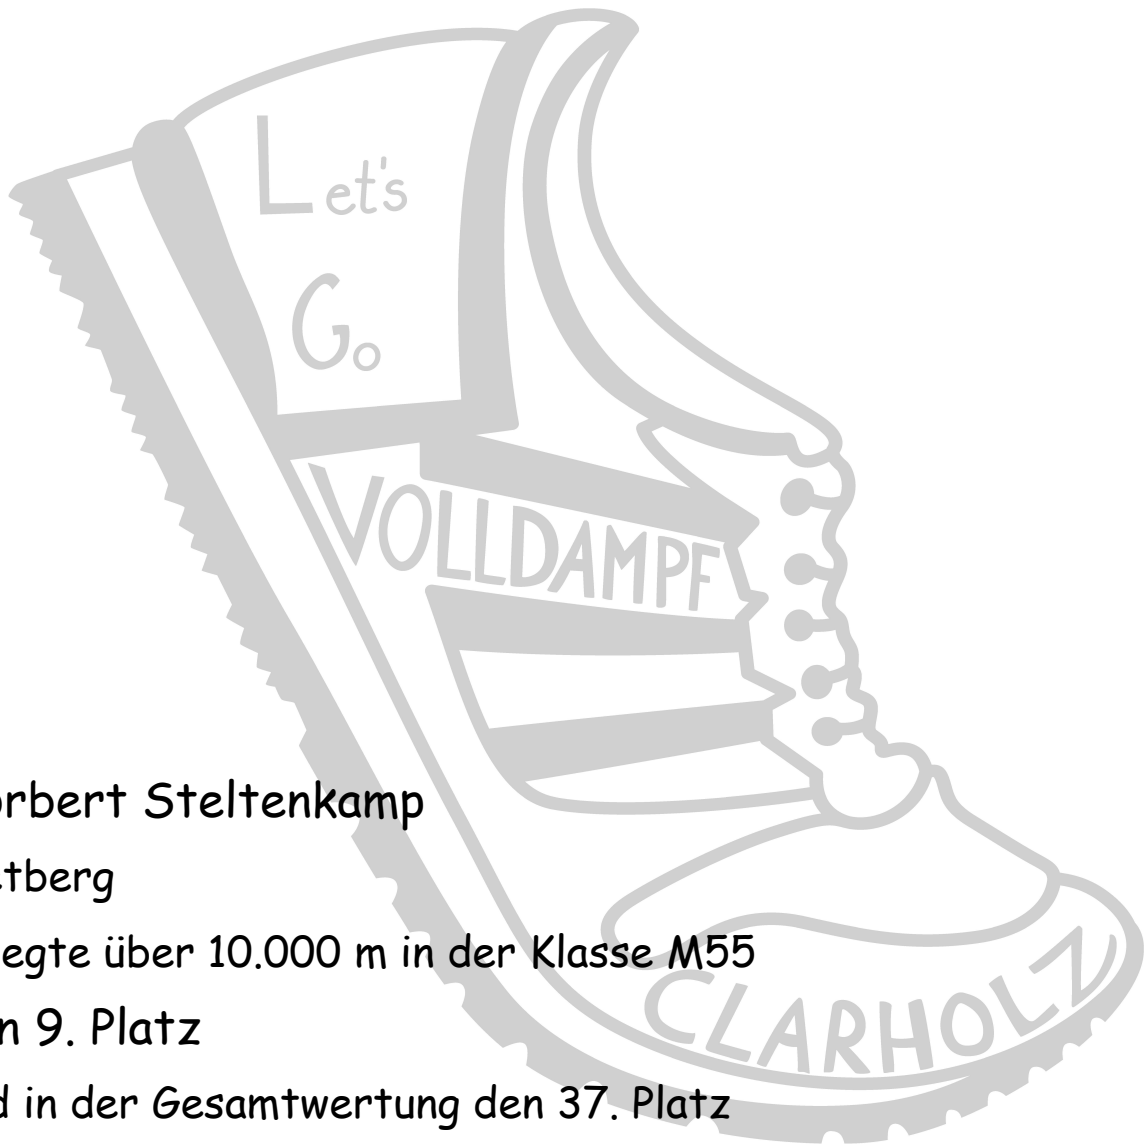 Let's
Go
VOLLDAMPF
orbert Steltenkamp
tberg
egte über 10.000 m in der Klasse M55
n 9. Platz
d in der Gesamtwertung den 37. Platz
CLARHOLZ